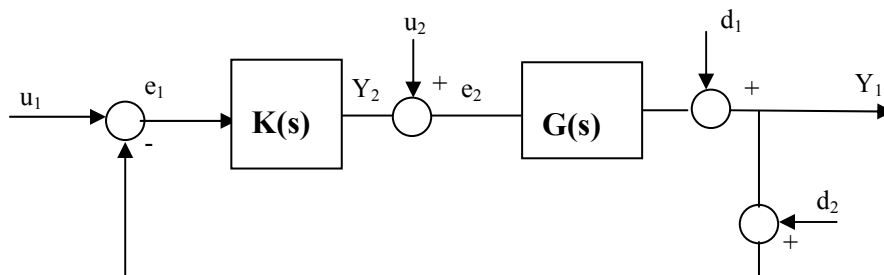 u₂
d₁
u₁
e₁
K(s)
Y₂
+
e₂
G(s)
+
Y₁
-
d₂
+